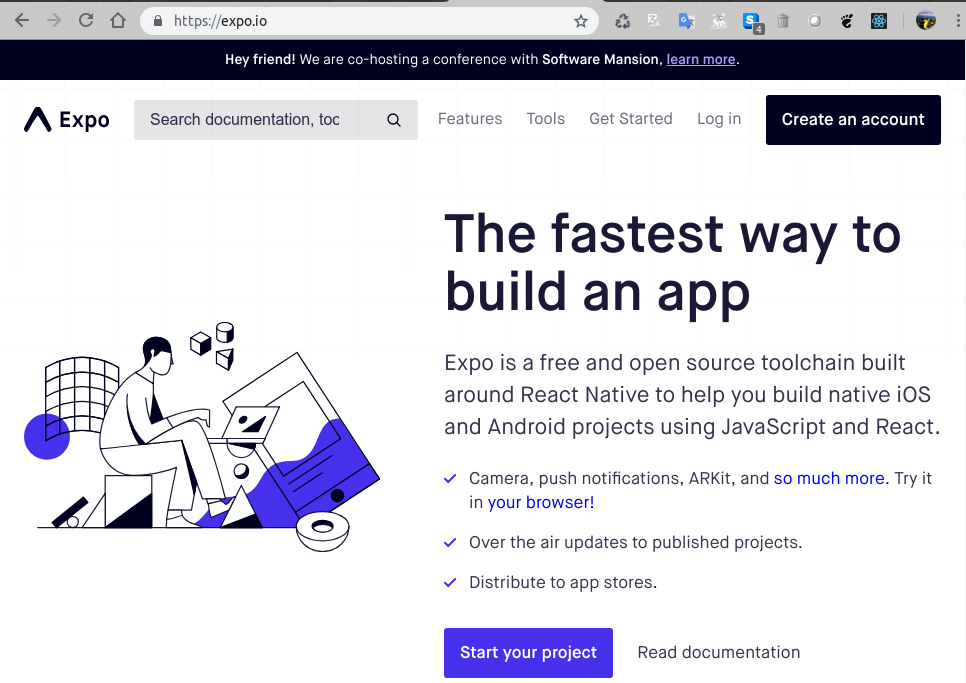 https://expo.io
4
Hey friend! We are co-hosting a conference with Software Mansion, learn more.
Expo
Search documentation, toc
Features
Tools
Get Started
Log in
Create an account
The fastest way to
build an app
Expo is a free and open source toolchain built
around React Native to help you build native iOS
and Android projects using JavaScript and React.
Camera, push notifications, ARKit, and so much more. Try it
in your browser!
Over the air updates to published projects.
Distribute to app stores.
Start your project
Read documentation